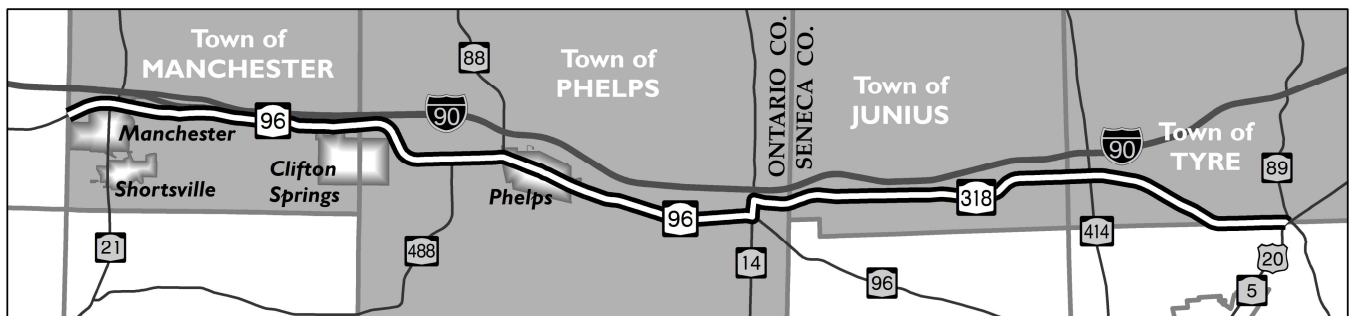 Town of
MANCHESTER
Town of
PHELPS
ONTARIO CO.
SENECA CO.
Town of
JUNIUS
Town of
TYRE
88
90
90
96
Manchester
Shortsville
Clifton
Springs
Phelps
96
318
89
21
488
14
96
414
20
5